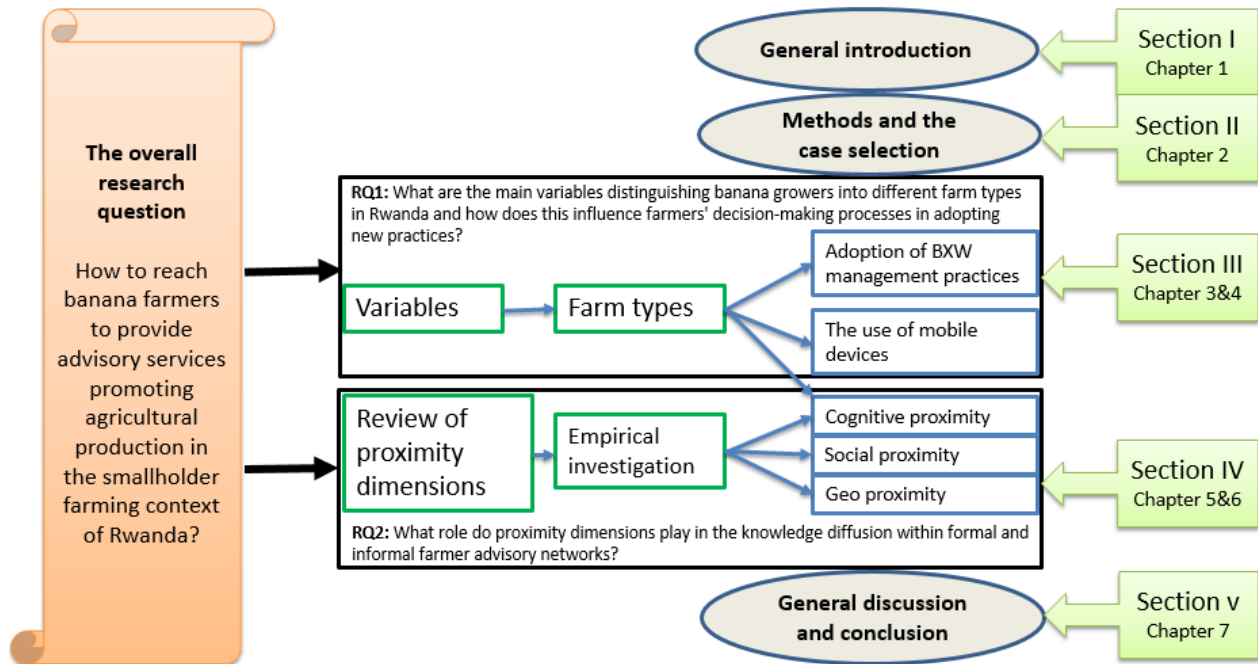 The overall
research
question
How to reach
banana farmers
to provide
advisory services
promoting
agricultural
production in
the smallholder
farming context
of Rwanda?
General introduction
Section I
Chapter 1
Methods and the
case selection
Section II
Chapter 2
RQ1: What are the main variables distinguishing banana growers into different farm types
in Rwanda and how does this influence farmers' decision-making processes in adopting
new practices?
Variables
Farm types
Adoption of BXW
management practices
The use of mobile
devices
Section III
Chapter 3&4
Review of
proximity
dimensions
Empirical
investigation
Cognitive proximity
Social proximity
Geo proximity
Section IV
Chapter 5&6
RQ2: What role do proximity dimensions play in the knowledge diffusion within formal and
informal farmer advisory networks?
General discussion
and conclusion
Section v
Chapter 7